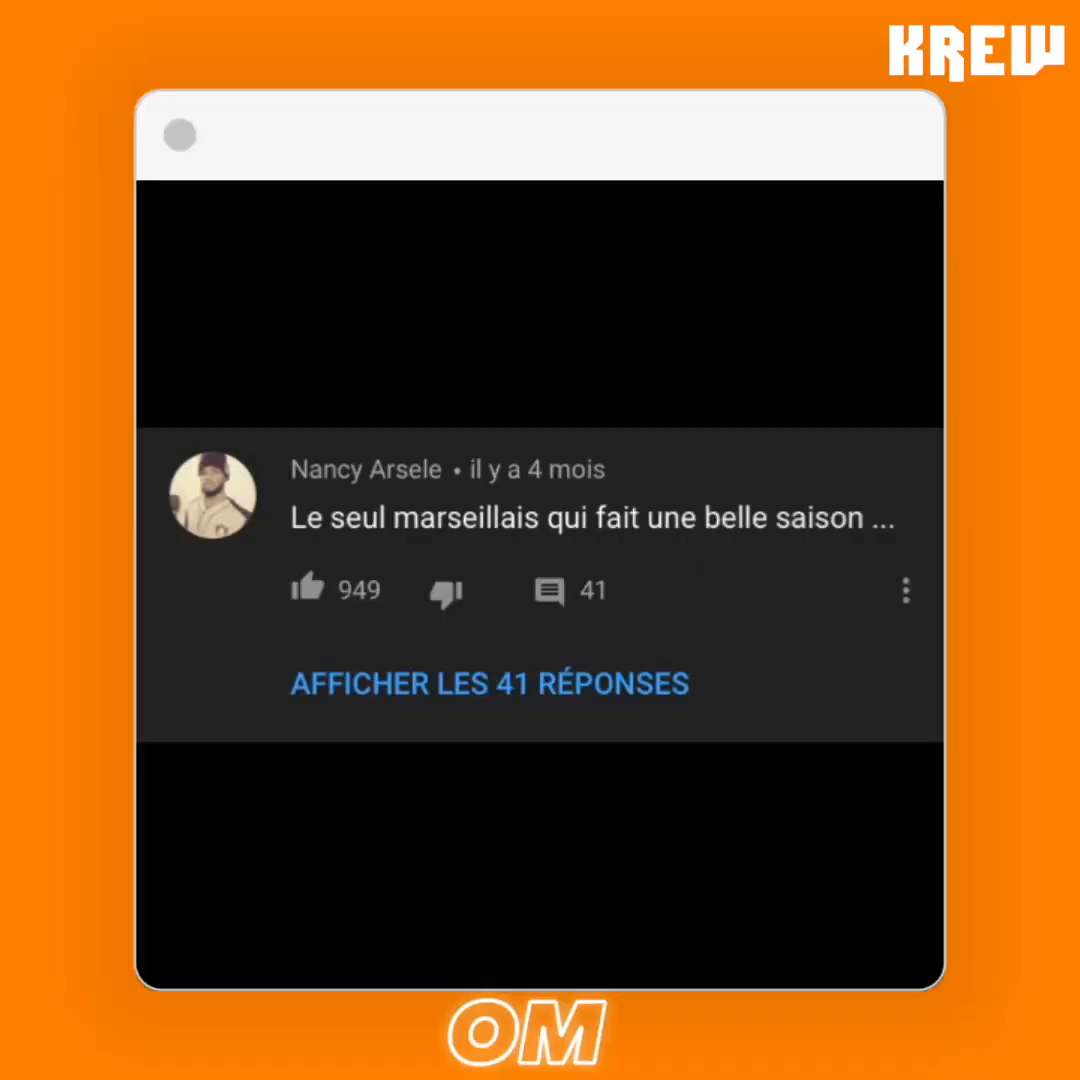 KREW
Nancy Arsele • il y a 4 mois
Le seul marseillais qui fait une belle saison ...
949
41
AFFICHER LES 41 RÉPONSES
OM